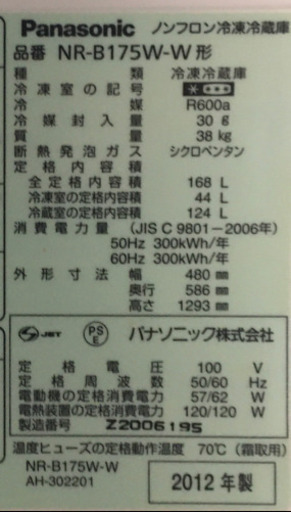 Panasonic ノンフロン冷凍冷蔵庫
品番 NR-B175W-W形
種類 冷凍冷蔵庫
冷凍室の記号
冷媒 R600a
冷媒封入量 30 g
質量 38 kg
断熱発泡ガス シクロペンタン
定格内容積
全定格内容積 168 L
冷凍室の定格内容積 44 L
冷蔵室の定格内容積 124 L
消費電力量 (JIS C 9801-2006年)
50Hz 300kWh/年
60Hz 300kWh/年
外形寸法 幅 480 mm
奥行 586 mm
高さ 1293 mm
JET PS E パナソニック株式会社
定格電圧 100 V
定格周波数 50/60 Hz
電動機の定格消費電力 57/62 W
電熱装置の定格消費電力 120/120 W
製造番号 Z2006195
温度ヒューズの定格動作温度 70℃ (霜取用)
NR-B175W-W
AH-302201
2012年製